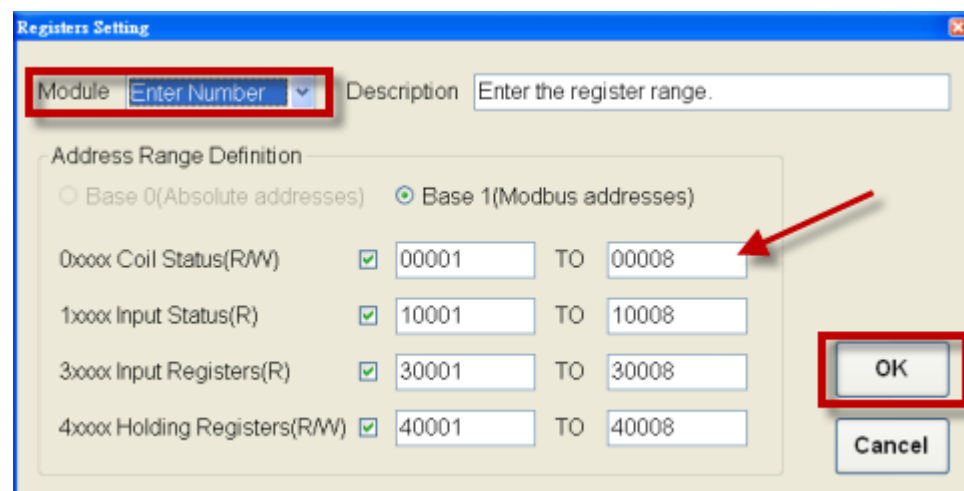 Registers Setting
Module Enter Number Description Enter the register range.
Address Range Definition
Base 0(Absolute addresses) Base 1(Modbus addresses)
0xxxx Coil Status(R/W) 00001 TO 00008
1xxxx Input Status(R) 10001 TO 10008
3xxxx Input Registers(R) 30001 TO 30008
OK
4xxxx Holding Registers(R/W) 40001 TO 40008
Cancel